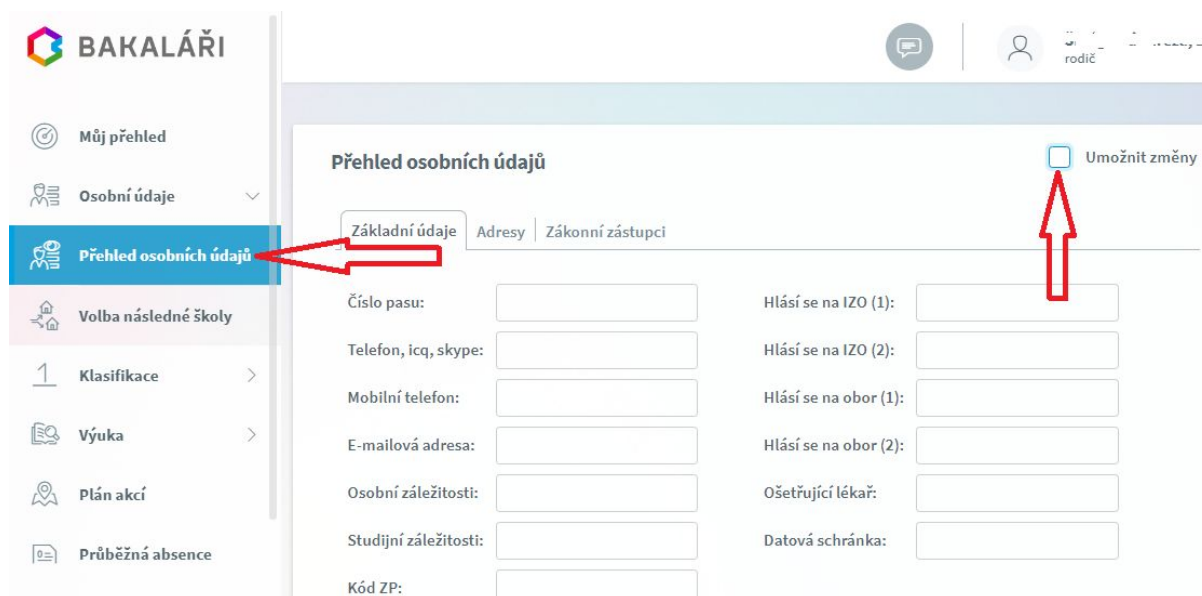 BAKALÁŘI
rodič
Můj přehled
Osobní údaje
Přehled osobních údajů
Volba následné školy
Klasifikace
Výuka
Plán akcí
Průběžná absence
Přehled osobních údajů
Umožnit změny
Základní údaje
Adresy
Zákonní zástupci
Číslo pasu:
Hlásí se na IZO (1):
Telefon, icq, skype:
Hlásí se na IZO (2):
Mobilní telefon:
Hlásí se na obor (1):
E-mailová adresa:
Hlásí se na obor (2):
Osobní záležitosti:
Ošetřující lékař:
Studijní záležitosti:
Datová schránka:
Kód ZP: